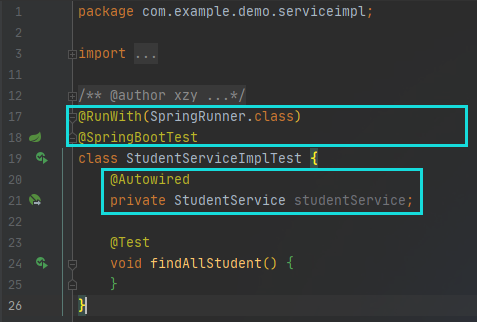 1 package com.example.demo.serviceimpl;
2
3 import ...
12 /** @author xzy ...*/
17 @RunWith(SpringRunner.class)
18 @SpringBootTest
19 class StudentServiceImplTest {
20 @Autowired
21 private StudentService studentService;
22
23 @Test
24 void findAllStudent() {
25 }
26 }